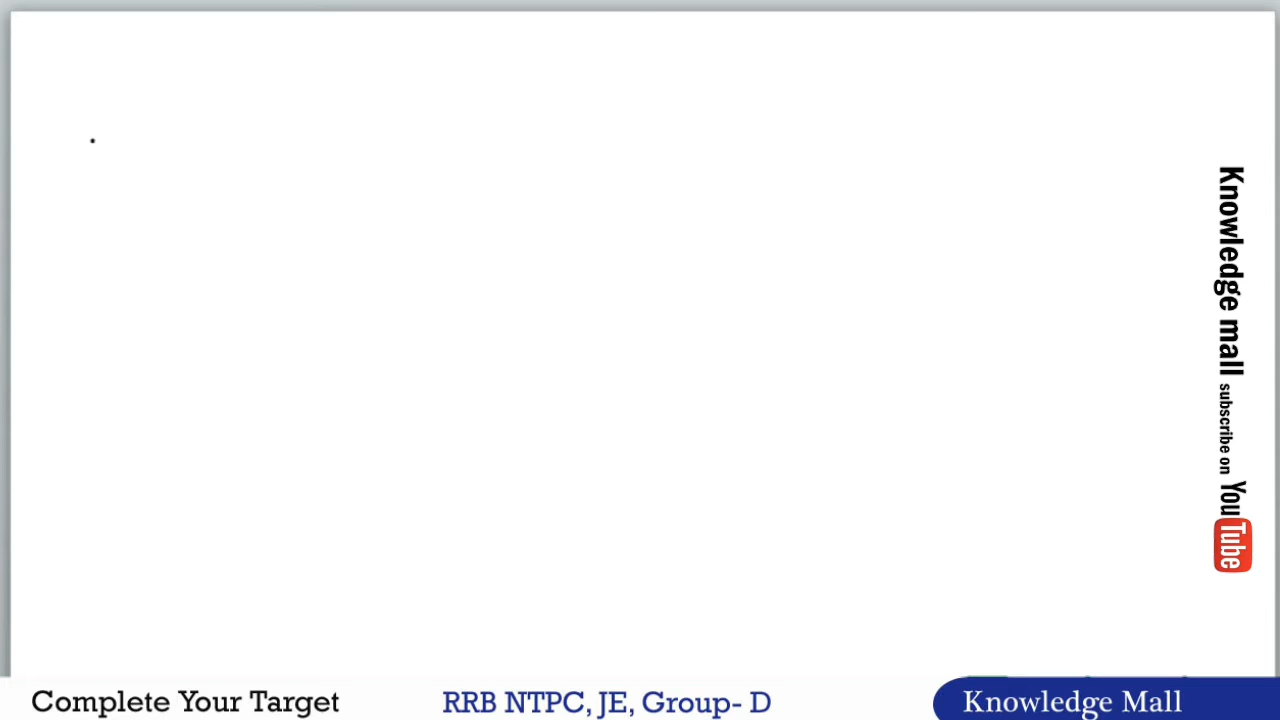 Knowledge mall subscribe on YouTube
Complete Your Target
RRB NTPC, JE, Group- D
Knowledge Mall